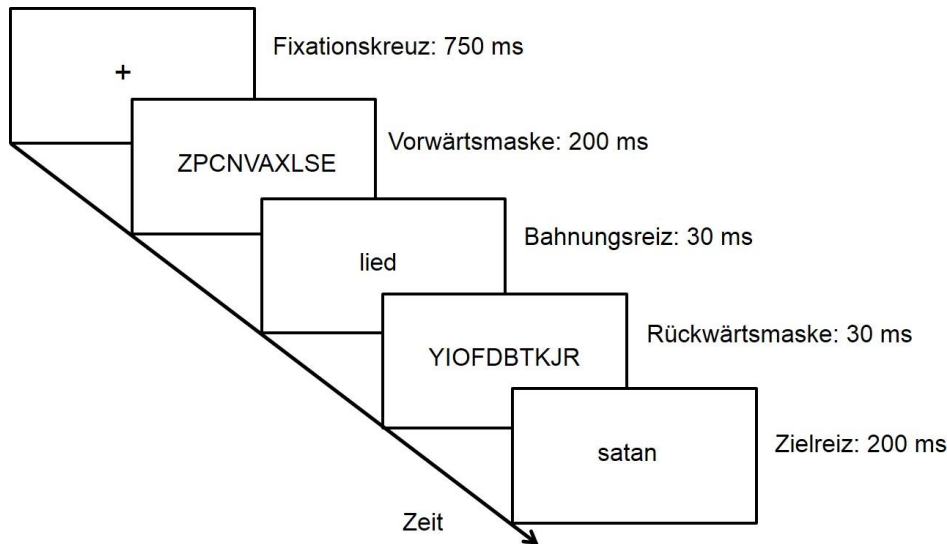 +
Fixationskreuz: 750 ms
ZPCNVAXLSE
Vorwärtsmaske: 200 ms
lied
Bahnungsreiz: 30 ms
YIOFDBTKJR
Rückwärtsmaske: 30 ms
satan
Zielreiz: 200 ms
Zeit